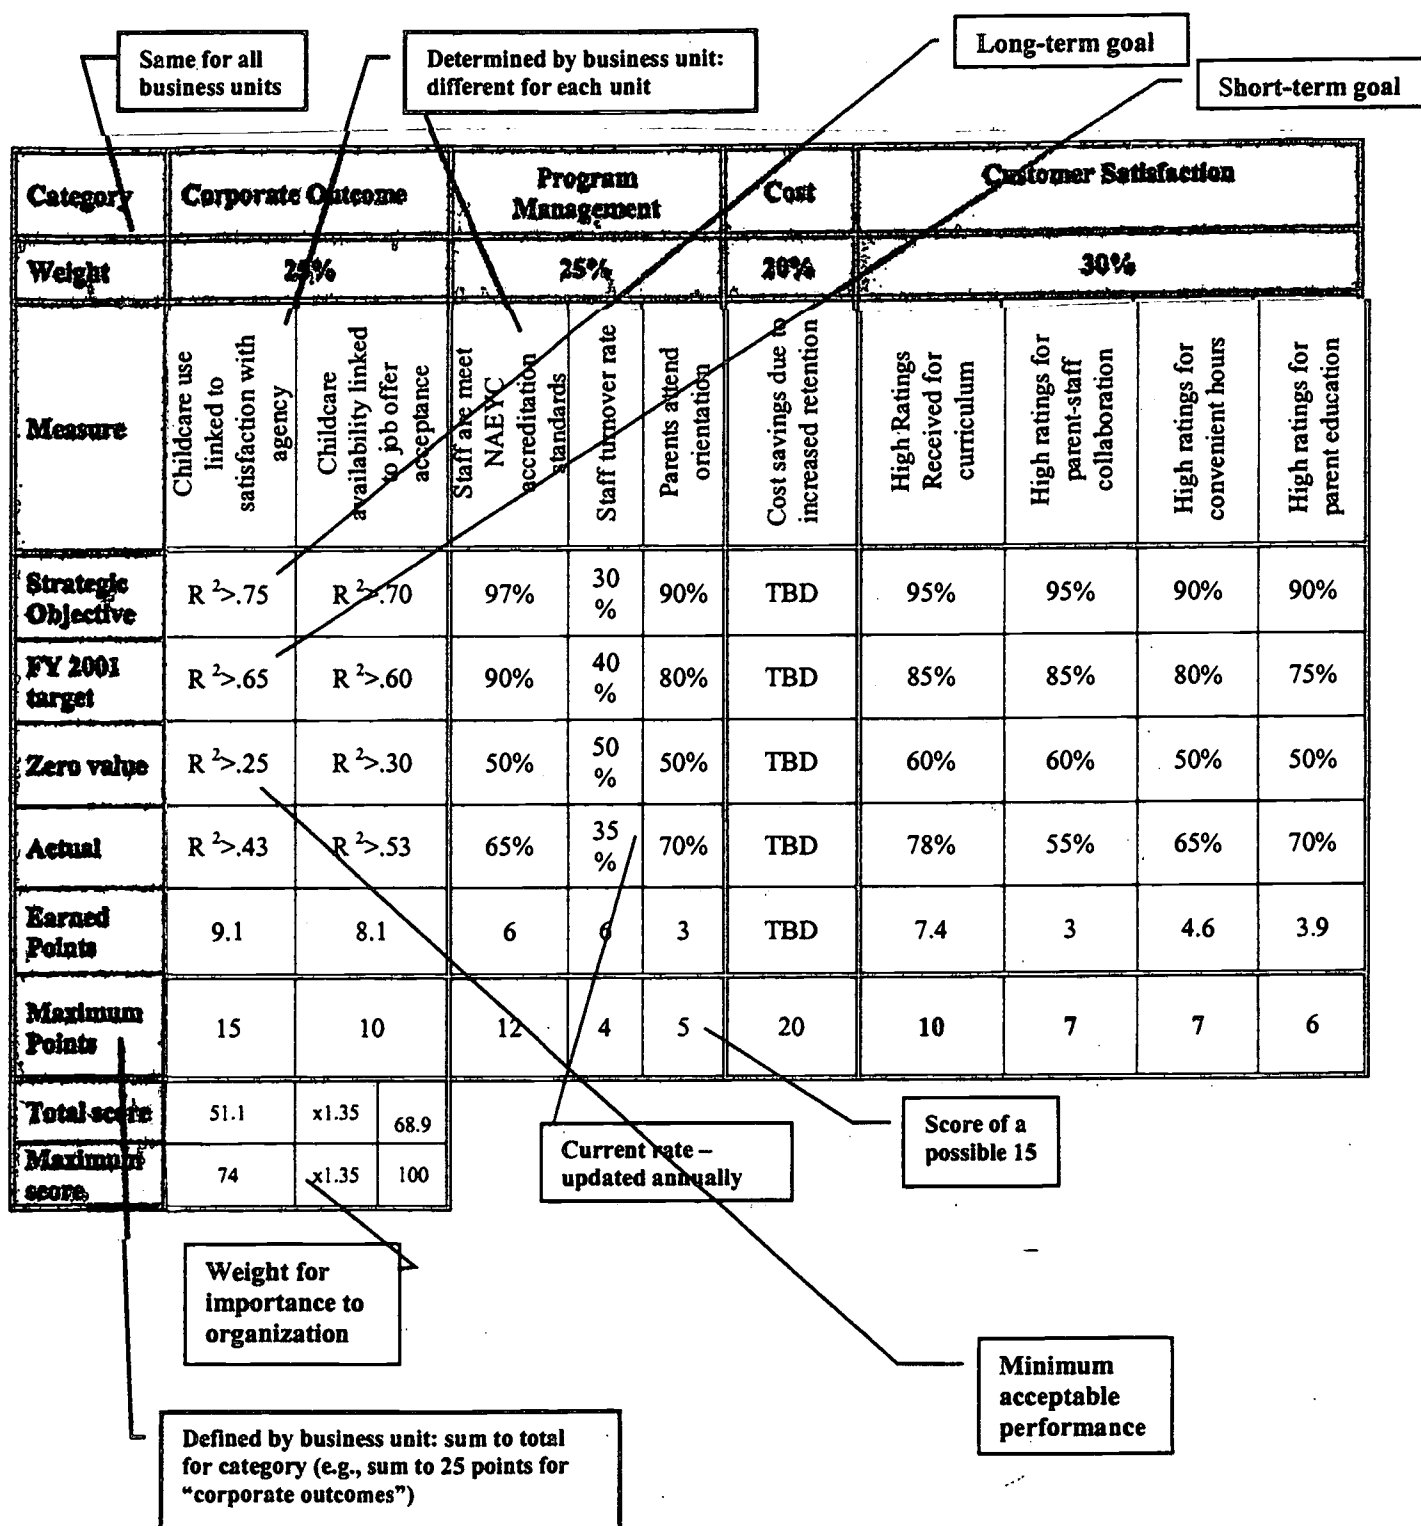 Same for all
business units
Determined by business unit:
different for each unit
Long-term goal
Short-term goal
Category
Corporate Outcome
Program
Management
Cost
Customer Satisfaction
Weight
25%
25%
20%
30%
Measure
Childcare use
linked to
satisfaction with
agency
Childcare
availability linked
to job offer
acceptance
Staff are meet
NAEYC
accreditation
standards
Staff turnover rate
Parents attend
orientation
Cost savings due to
increased retention
High Ratings
Received for
curriculum
High ratings for
parent-staff
collaboration
High ratings for
convenient hours
High ratings for
parent education
Strategic
Objective
R ²>.75
R ²>.70
97%
30
%
90%
TBD
95%
95%
90%
90%
FY 2001
target
R ²>.65
R ²>.60
90%
40
%
80%
TBD
85%
85%
80%
75%
Zero value
R ²>.25
R ²>.30
50%
50
%
50%
TBD
60%
60%
50%
50%
Actual
R ²>.43
R ²>.53
65%
35
%
70%
TBD
78%
55%
65%
70%
Earned
Points
9.1
8.1
6
6
3
TBD
7.4
3
4.6
3.9
Maximum
Points
15
10
12
4
5
20
10
7
7
6
Total score
51.1
x1.35
68.9
Maximum
score
74
x1.35
100
Score of a
possible 15
Current rate –
updated annually
Weight for
importance to
organization
Minimum
acceptable
performance
Defined by business unit: sum to total
for category (e.g., sum to 25 points for
“corporate outcomes”)